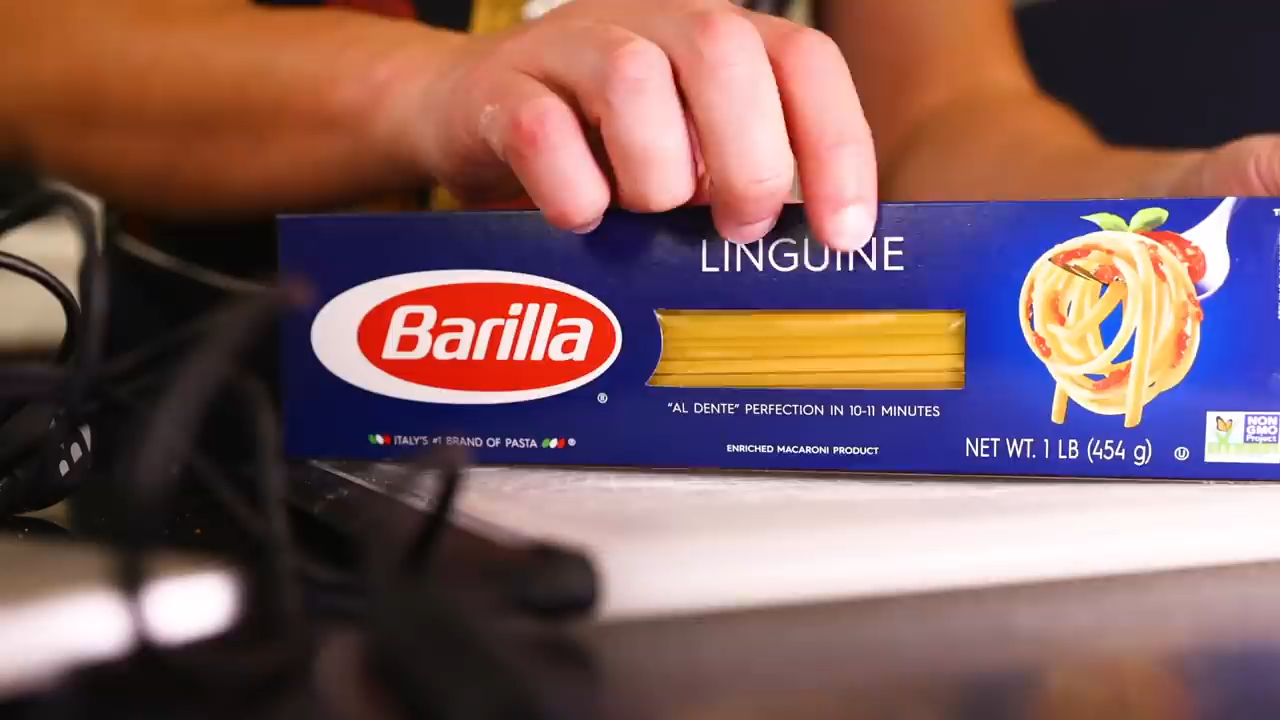 LINGUINE
Barilla
®
"AL DENTE" PERFECTION IN 10-11 MINUTES
ITALY'S #1 BRAND OF PASTA ®
ENRICHED MACARONI PRODUCT
NET WT. 1 LB (454 g)
U
NON
GMO
Project